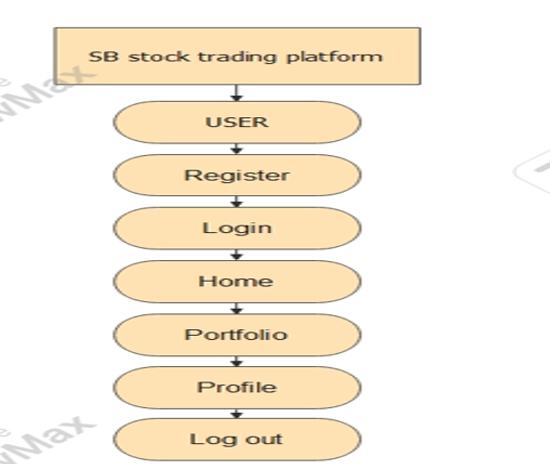 SB stock trading platform
USER
Register
Login
Home
Portfolio
Profile
Log out